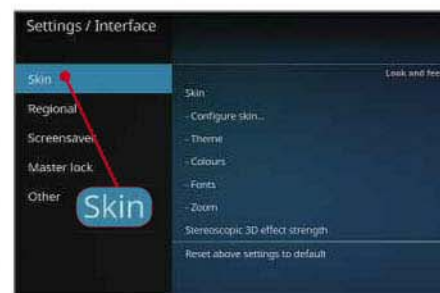 Settings / Interface
Skin
Regional
Screensaver
Master lock
Other
Skin
Look and fee
Skin
- Configure skin...
- Theme
- Colours
- Fonts
- Zoom
Stereoscopic 3D effect strength
Reset above settings to default